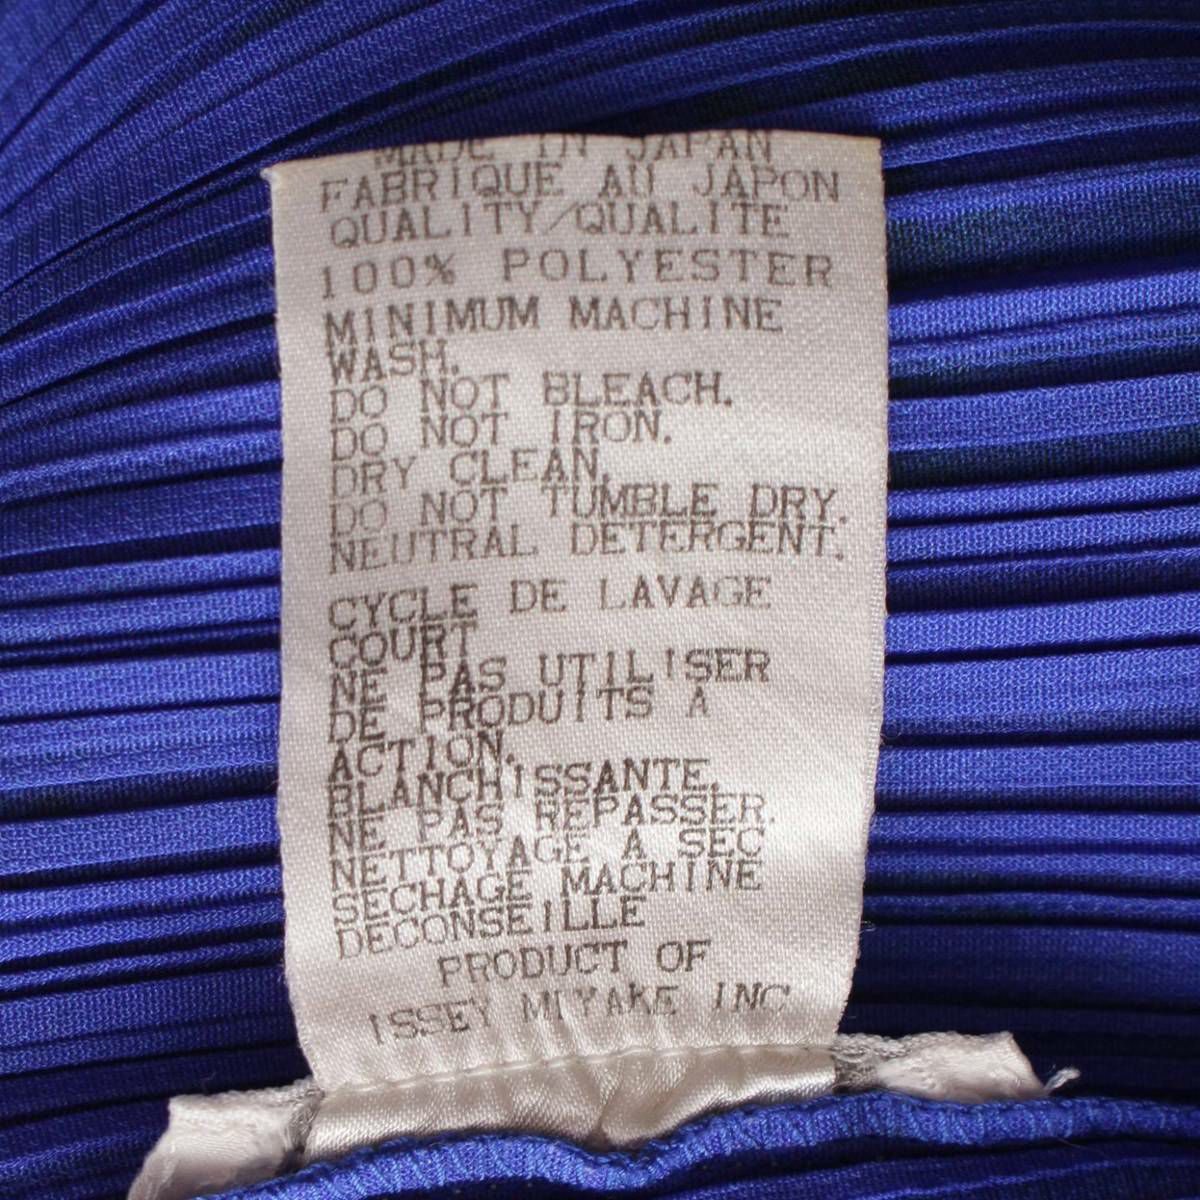 MADE IN JAPAN
FABRIQUE AU JAPON
QUALITY/QUALITE
100% POLYESTER
MINIMUM MACHINE
WASH.
DO NOT BLEACH.
DO NOT IRON.
DRY CLEAN.
DO NOT TUMBLE DRY.
NEUTRAL DETERGENT.
CYCLE DE LAVAGE
COURT
NE PAS UTILISER
DE PRODUITS A
ACTION.
BLANCHISSANTE.
NE PAS REPASSER.
NETTOYAGE A SEC
SECHAGE MACHINE
DECONSEILLE
PRODUCT OF
ISSEY MIYAKE INC